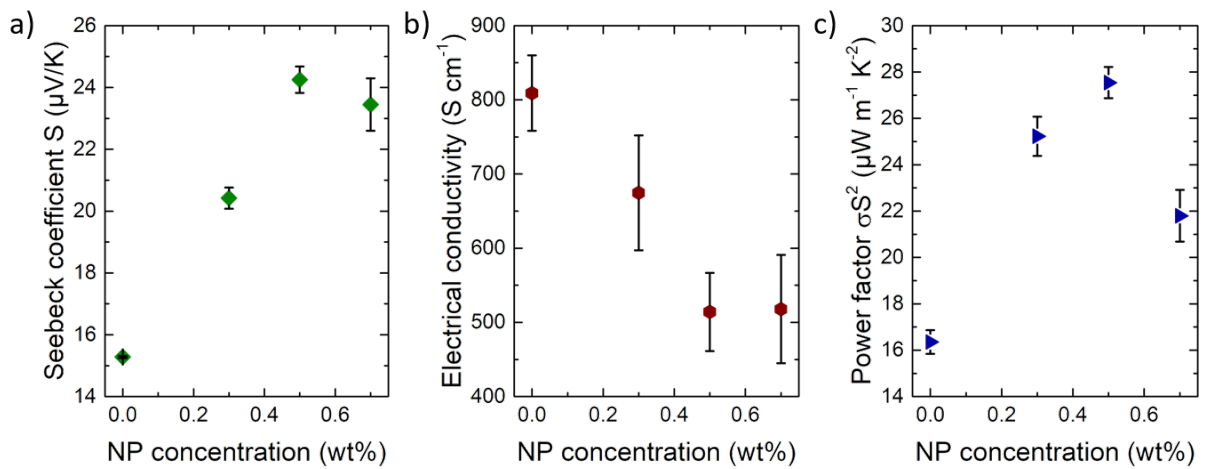 a)
Seebeck coefficient S (µV/K)
26
24
22
20
18
16
14
0.0 0.2 0.4 0.6
NP concentration (wt%)
b)
Electrical conductivity (S cm⁻¹)
900
800
700
600
500
400
0.0 0.2 0.4 0.6
NP concentration (wt%)
c)
Power factor σS² (µW m⁻¹ K⁻²)
30
28
26
24
22
20
18
16
14
0.0 0.2 0.4 0.6
NP concentration (wt%)